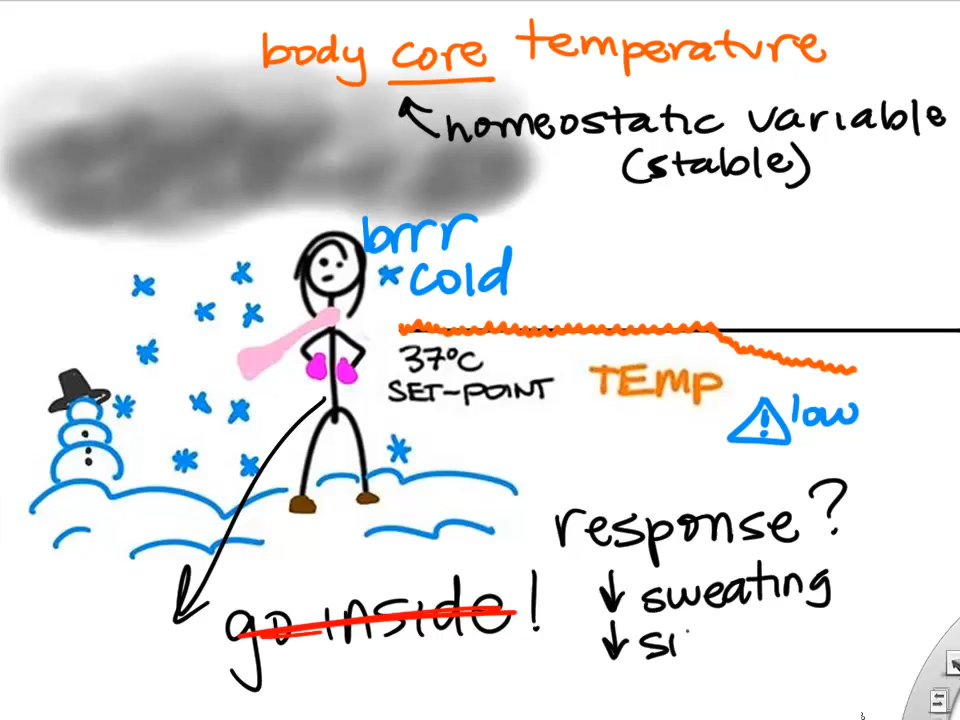 body core temperature
homeostatic variable
(stable)
brrr
*cold
37°C
SET-POINT
TEMP
low
response?
go inside!
↓ sweating
↓